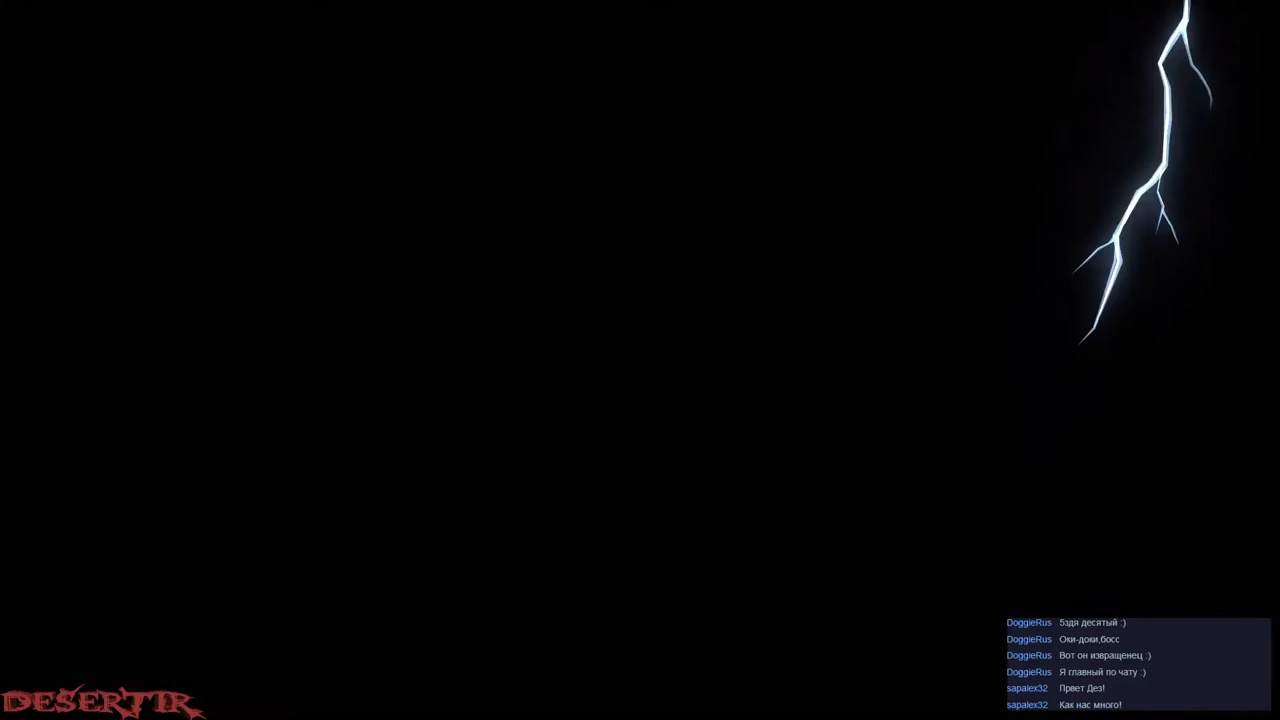 DoggieRus 5здя десятый :)
DoggieRus Оки-доки,босс
DoggieRus Вот он извращенец :)
DoggieRus Я главный по чату :)
sapalex32 Првет Дез!
sapalex32 Как нас много!
DESERTIR